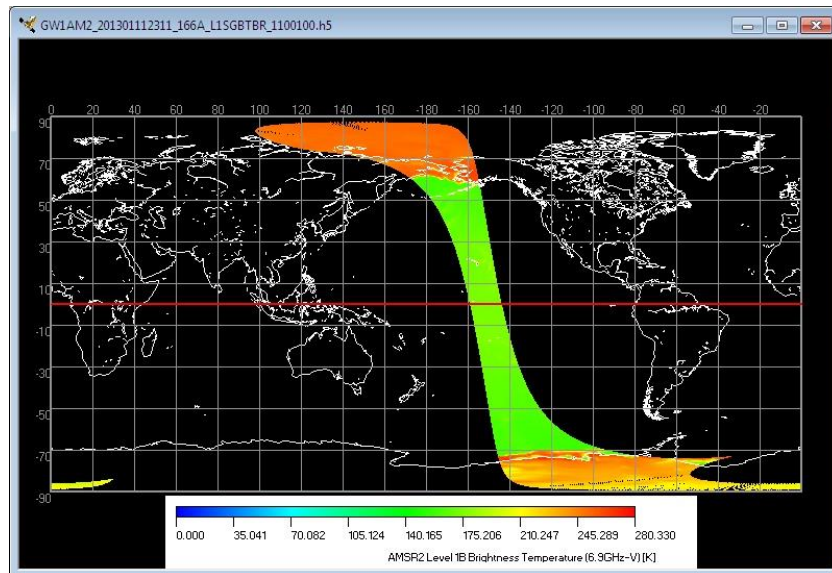 GW1AM2_201301112311_166A_L1SGBTBR_1100100.h5
0 20 40 60 80 100 120 140 160 -180 -160 -140 -120 -100 -80 -60 -40 -20
90
70
50
30
10
-10
-30
-50
-70
-90
0.000 35.041 70.082 105.124 140.165 175.206 210.247 245.289 280.330
AMSR2 Level 1B Brightness Temperature (6.9GHz-V) [K]